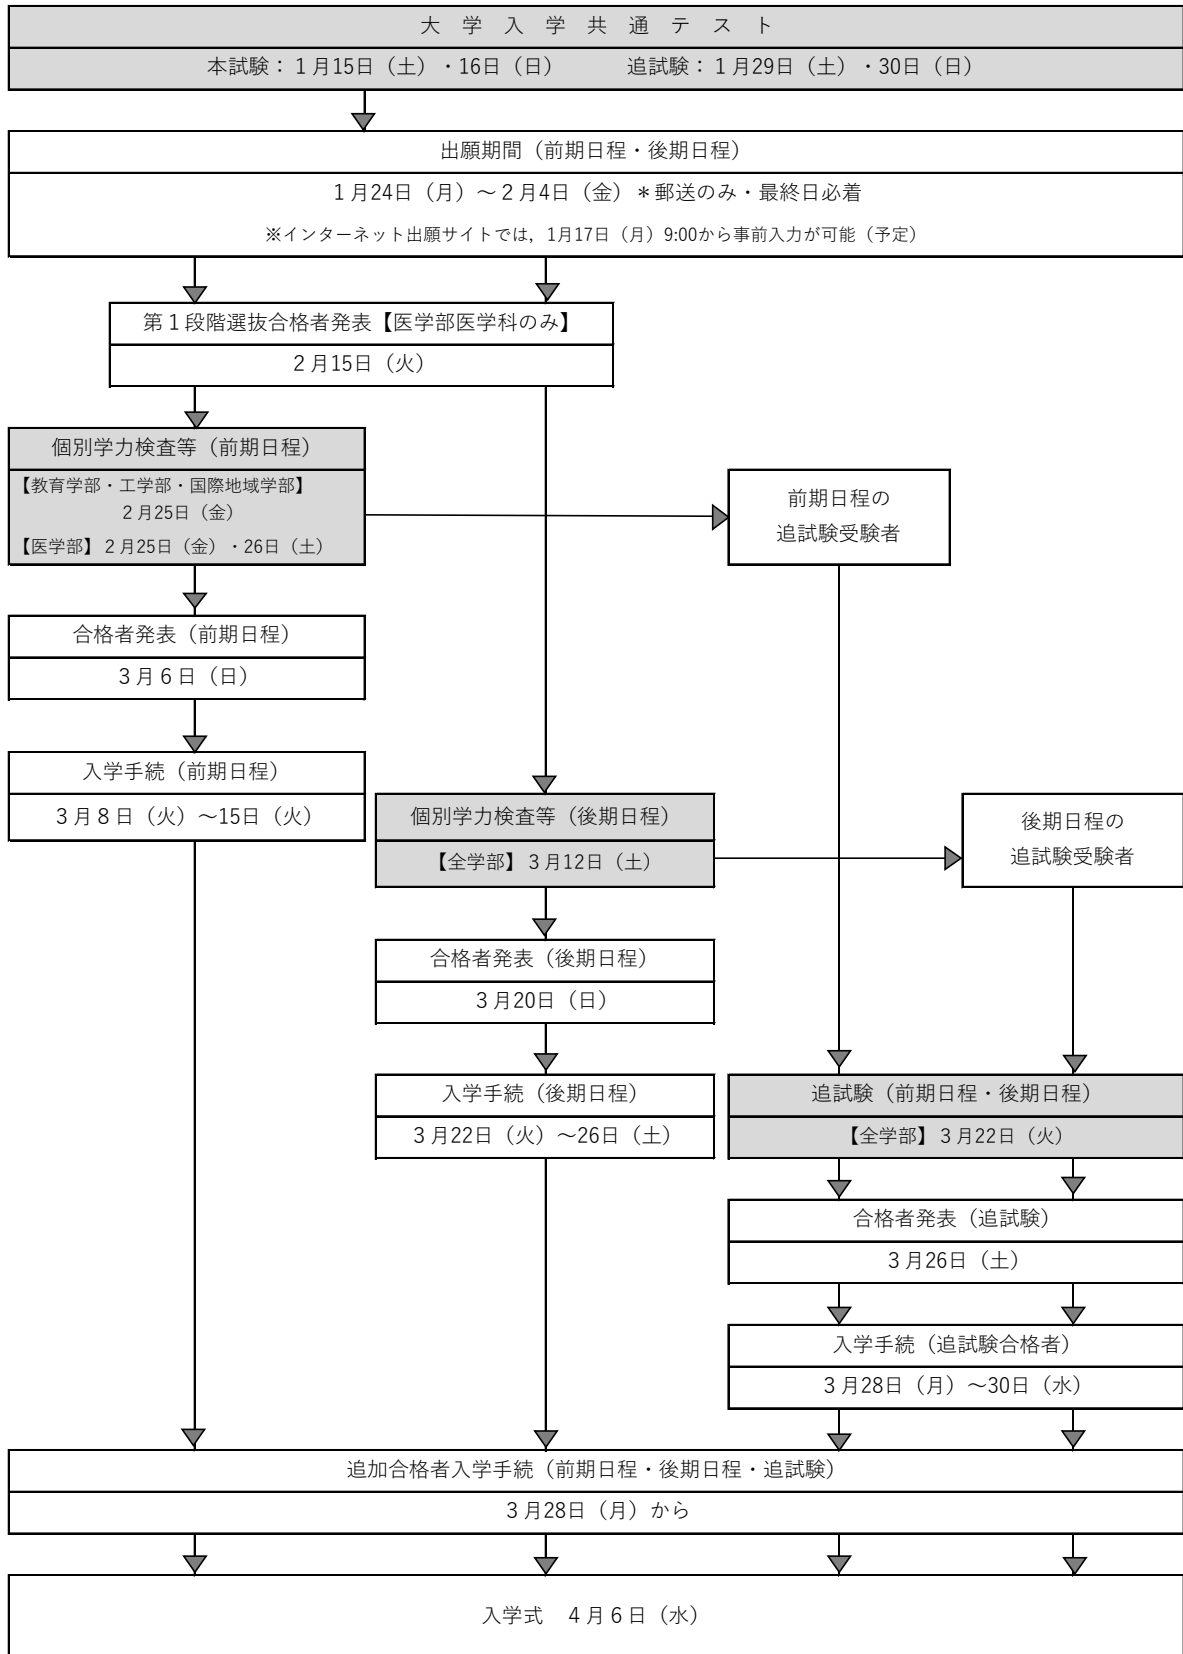 大学入学共通テスト
本試験：１月15日（土）・16日（日）　　　追試験：１月29日（土）・30日（日）
出願期間（前期日程・後期日程）
１月24日（月）～２月4日（金）＊郵送のみ・最終日必着
※インターネット出願サイトでは，1月17日（月）9:00から事前入力が可能（予定）
第１段階選抜合格者発表【医学部医学科のみ】
２月15日（火）
個別学力検査等（前期日程）
【教育学部・工学部・国際地域学部】
２月25日（金）
【医学部】２月25日（金）・26日（土）
前期日程の
追試験受験者
合格者発表（前期日程）
３月６日（日）
入学手続（前期日程）
３月８日（火）～15日（火）
個別学力検査等（後期日程）
【全学部】３月12日（土）
後期日程の
追試験受験者
合格者発表（後期日程）
３月20日（日）
入学手続（後期日程）
３月22日（火）～26日（土）
追試験（前期日程・後期日程）
【全学部】３月22日（火）
合格者発表（追試験）
３月26日（土）
入学手続（追試験合格者）
３月28日（月）～30日（水）
追加合格者入学手続（前期日程・後期日程・追試験）
３月28日（月）から
入学式　４月６日（水）